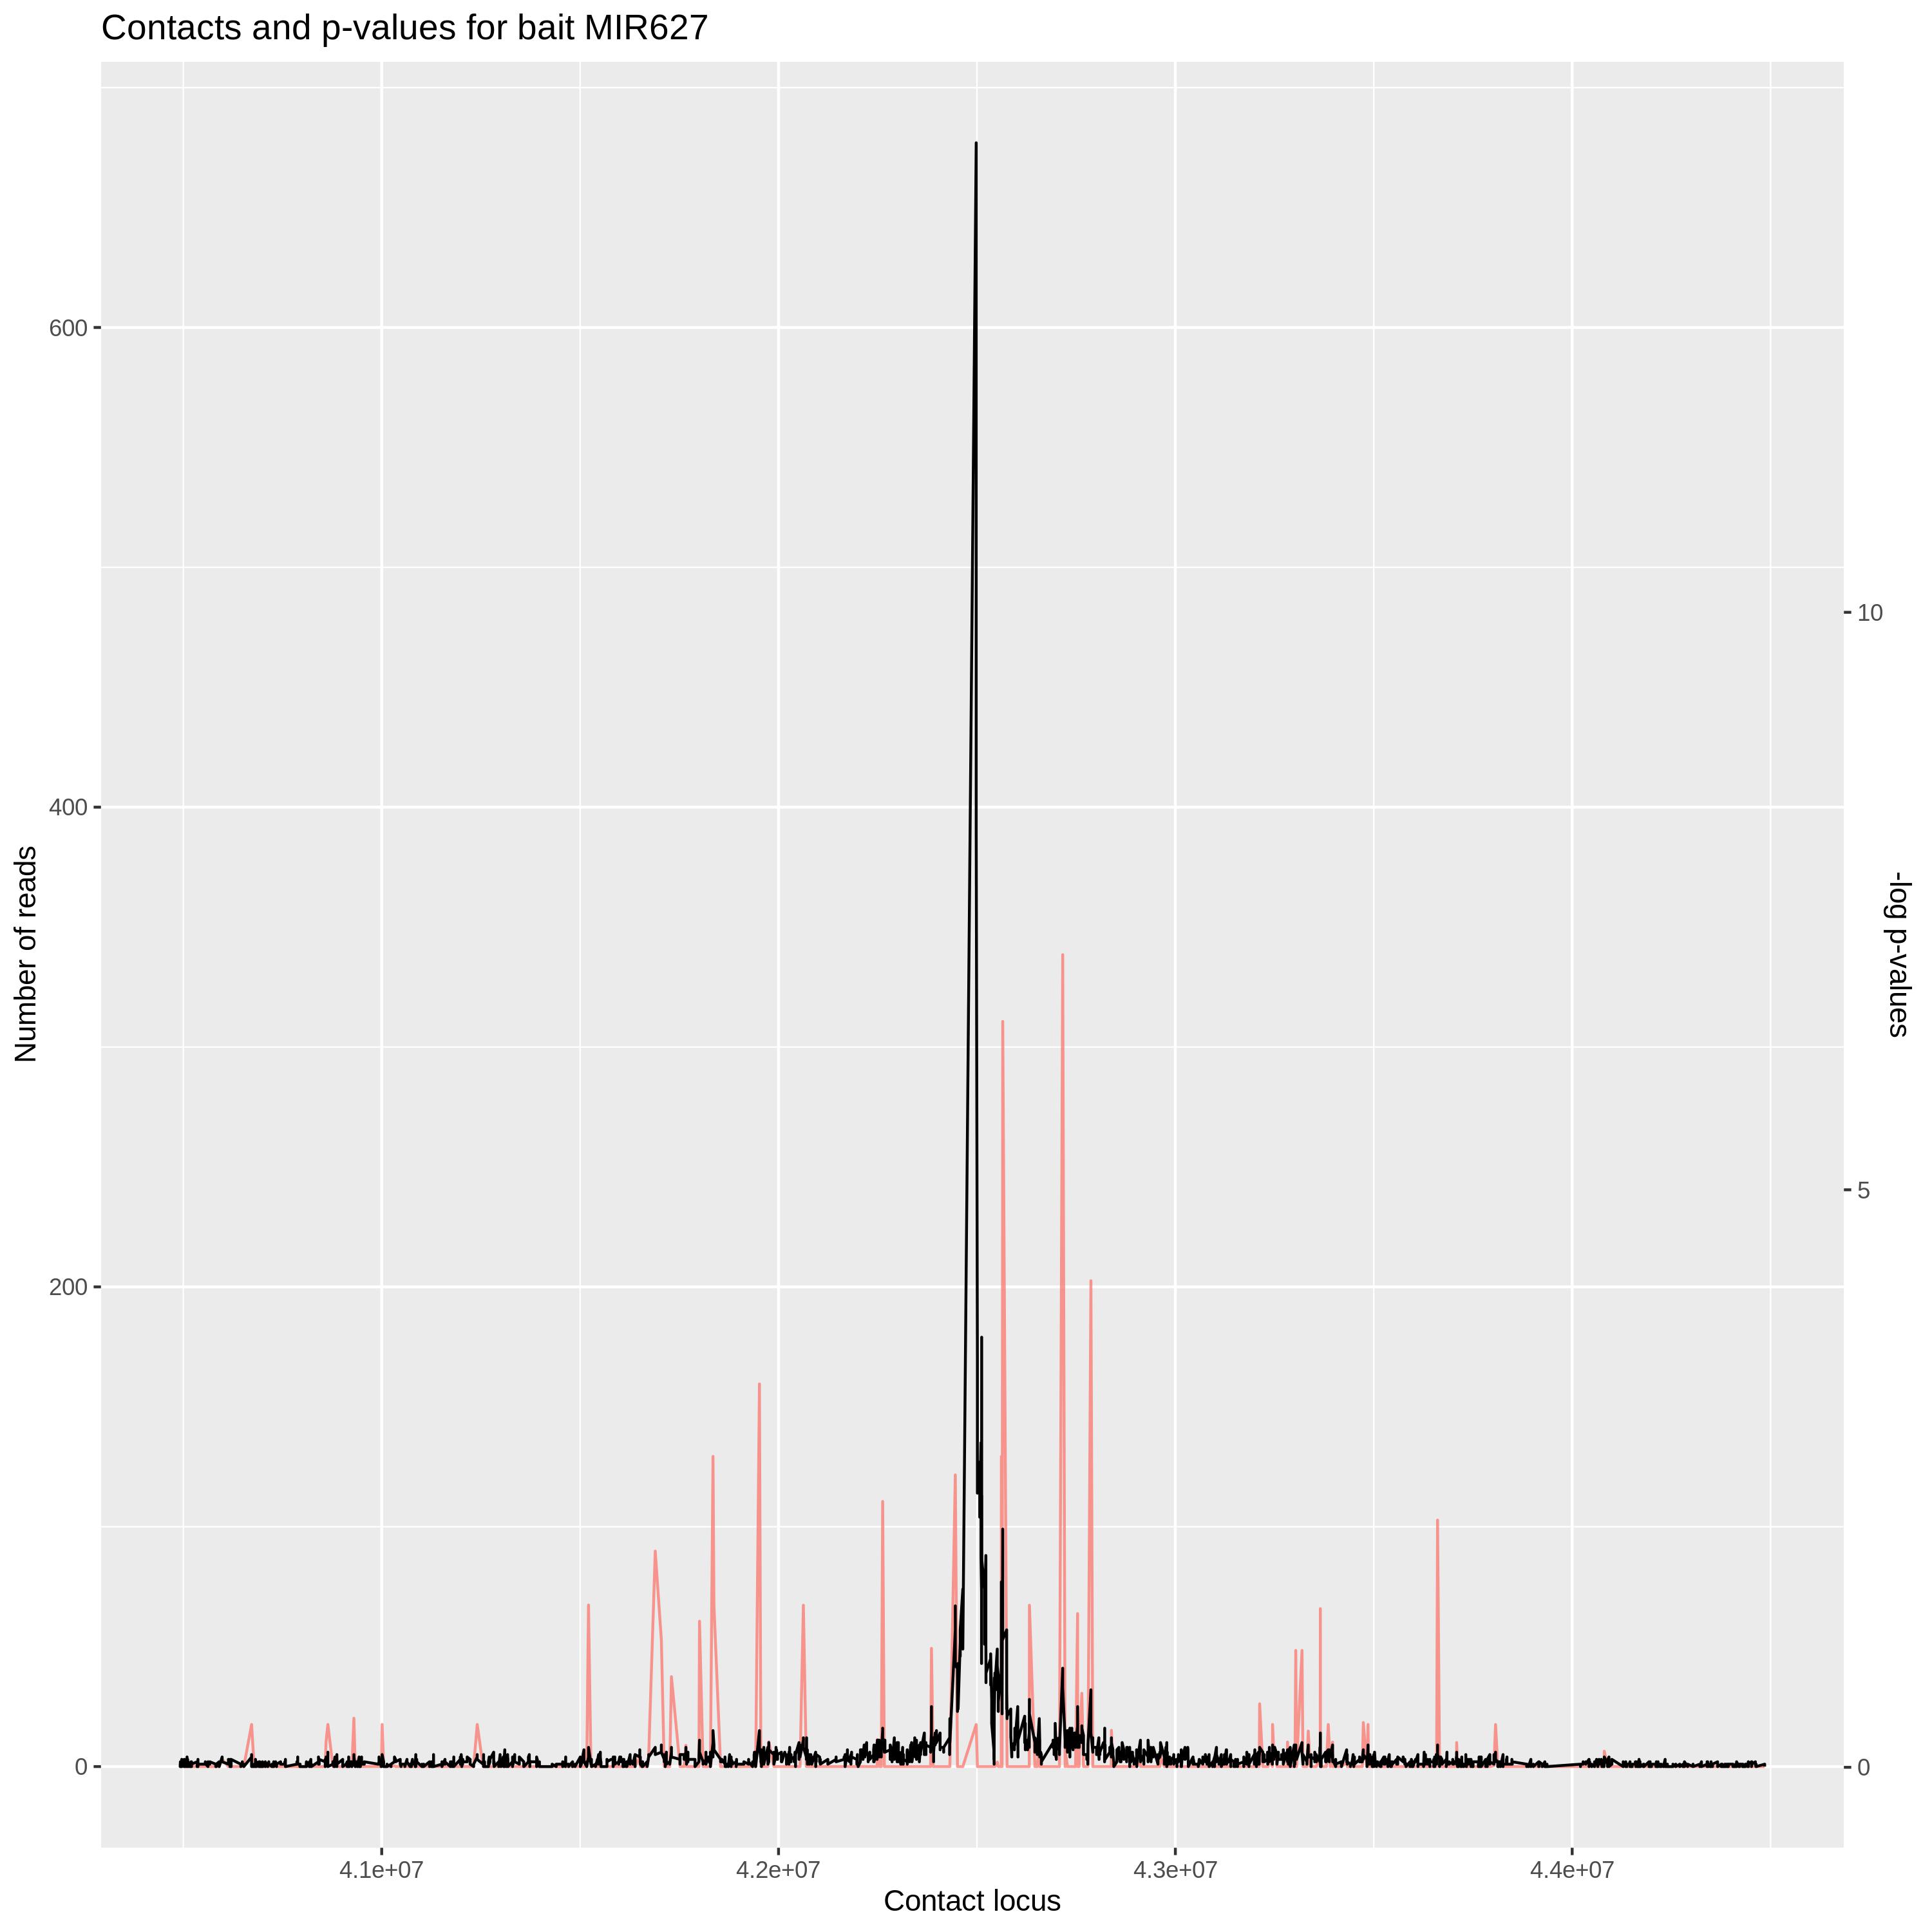 Contacts and p-values for bait MIR627
Number of reads
600
400
200
0
10
5
0
-log p-values
4.1e+07
4.2e+07
4.3e+07
4.4e+07
Contact locus